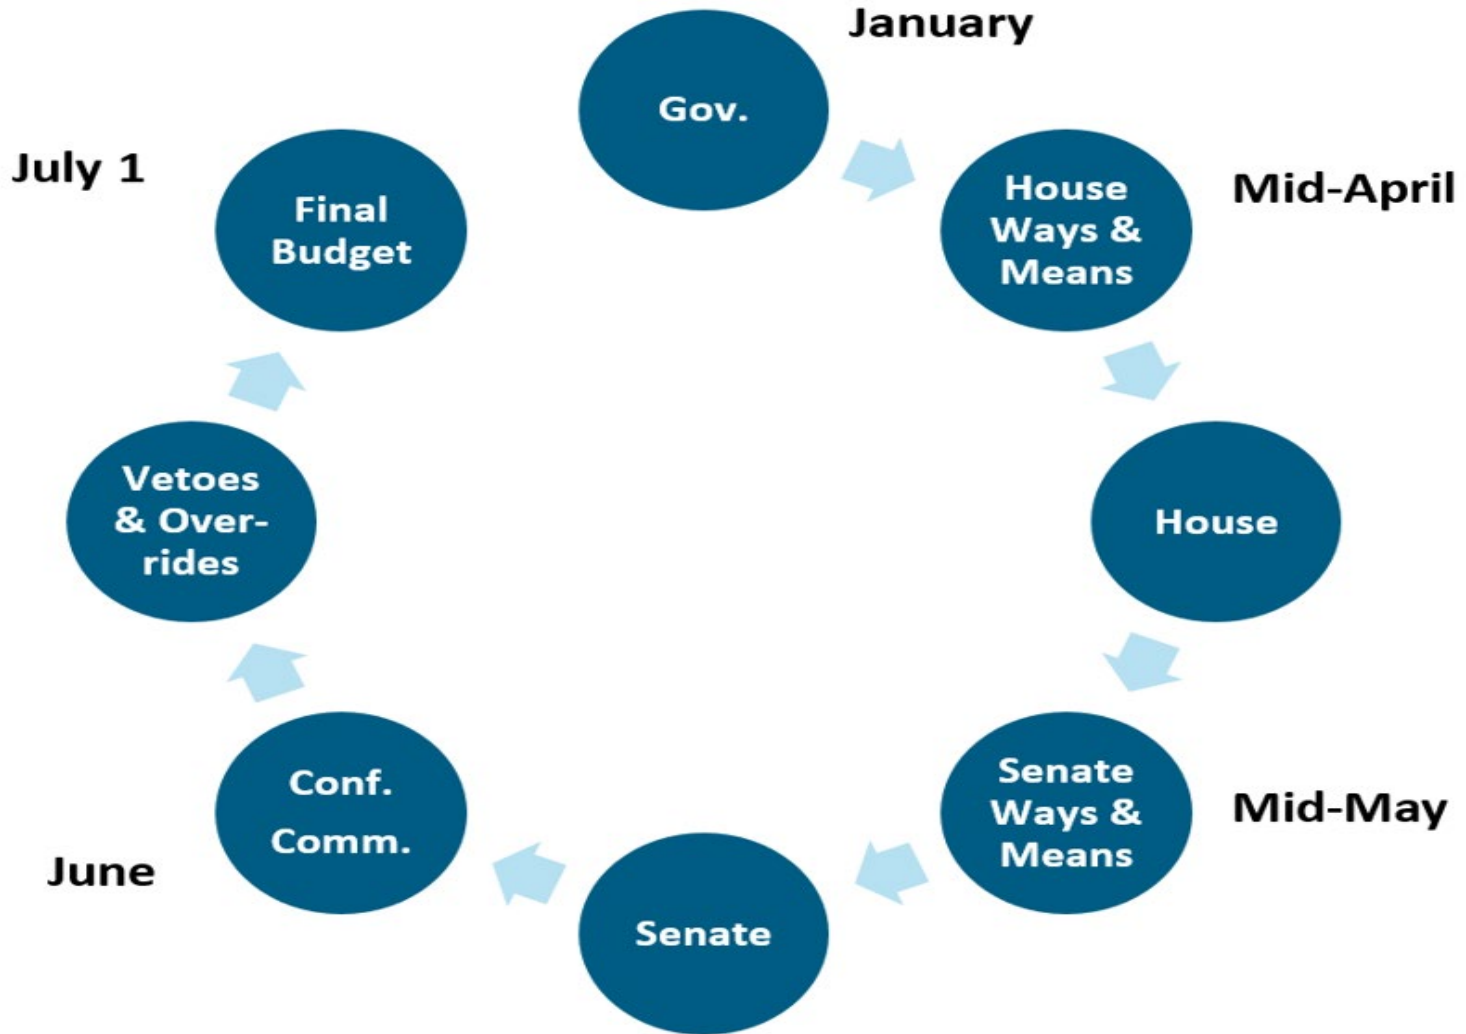 January
Gov.
House
Ways &
Means
Mid-April
House
Senate
Ways &
Means
Mid-May
Senate
Conf.
Comm.
June
Vetoes
& Over-
rides
Final
Budget
July 1